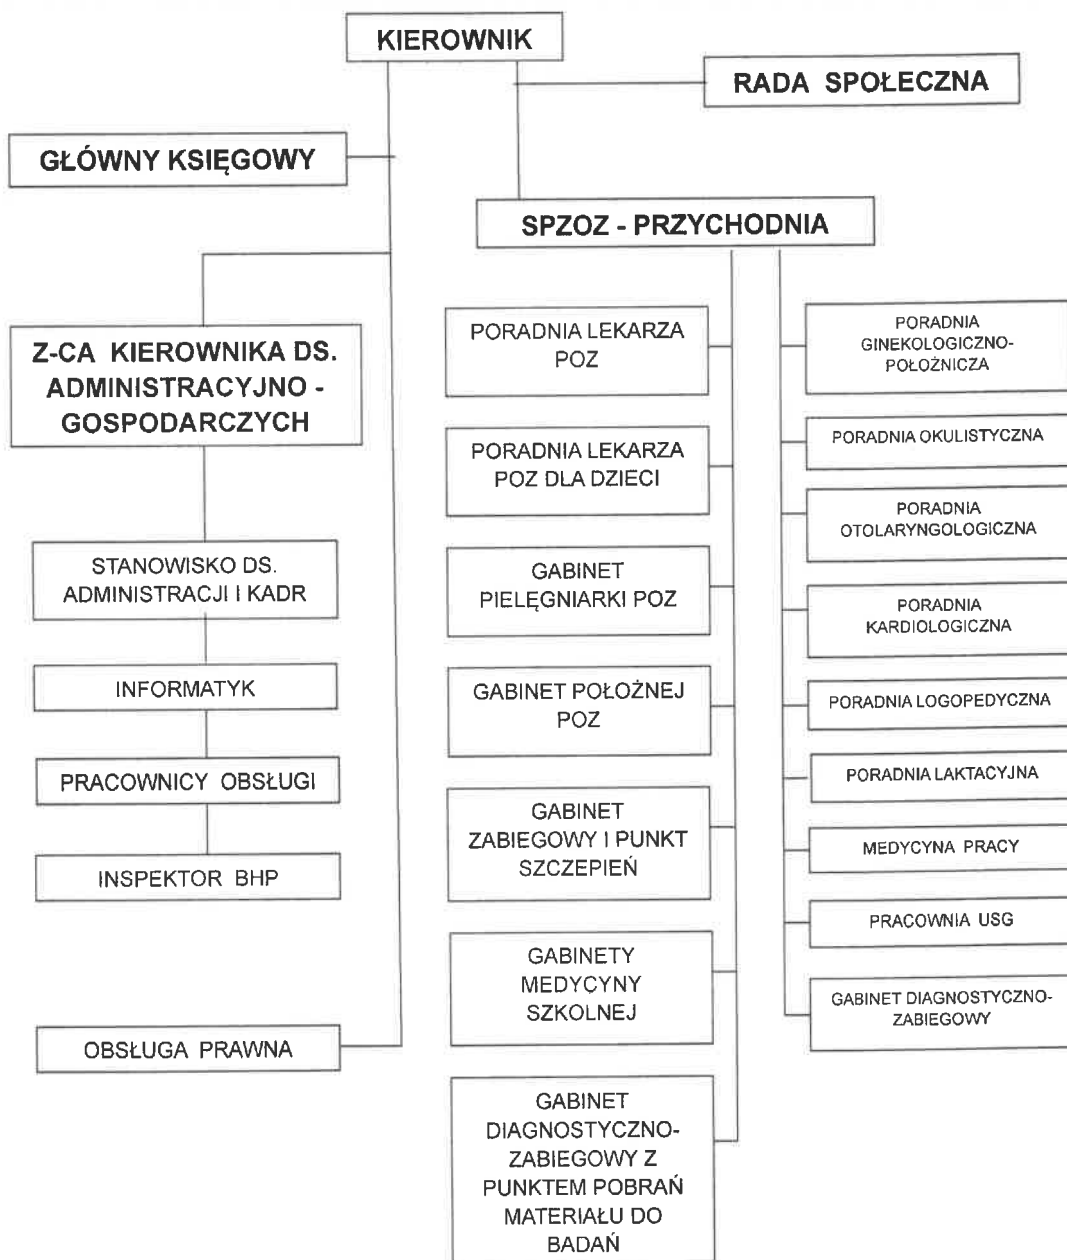 KIEROWNIK
RADA SPOŁECZNA
GŁÓWNY KSIĘGOWY
SPZOZ - PRZYCHODNIA
Z-CA KIEROWNIKA DS.
ADMINISTRACYJNO -
GOSPODARCZYCH
STANOWISKO DS.
ADMINISTRACJI I KADR
INFORMATYK
PRACOWNICY OBSŁUGI
INSPEKTOR BHP
OBSŁUGA PRAWNA
PORADNIA LEKARZA
POZ
PORADNIA LEKARZA
POZ DLA DZIECI
GABINET
PIELĘGNIARKI POZ
GABINET POŁOŻNEJ
POZ
GABINET
ZABIEGOWY I PUNKT
SZCZEPIEŃ
GABINETY
MEDYCYNY
SZKOLNEJ
GABINET
DIAGNOSTYCZNO-
ZABIEGOWY Z
PUNKTEM POBRAŃ
MATERIAŁU DO
BADAŃ
PORADNIA
GINEKOLOGICZNO-
POŁOŻNICZA
PORADNIA OKULISTYCZNA
PORADNIA
OTOLARYNGOLOGICZNA
PORADNIA
KARDIOLOGICZNA
PORADNIA LOGOPEDYCZNA
PORADNIA LAKTACYJNA
MEDYCYNA PRACY
PRACOWNIA USG
GABINET DIAGNOSTYCZNO-
ZABIEGOWY